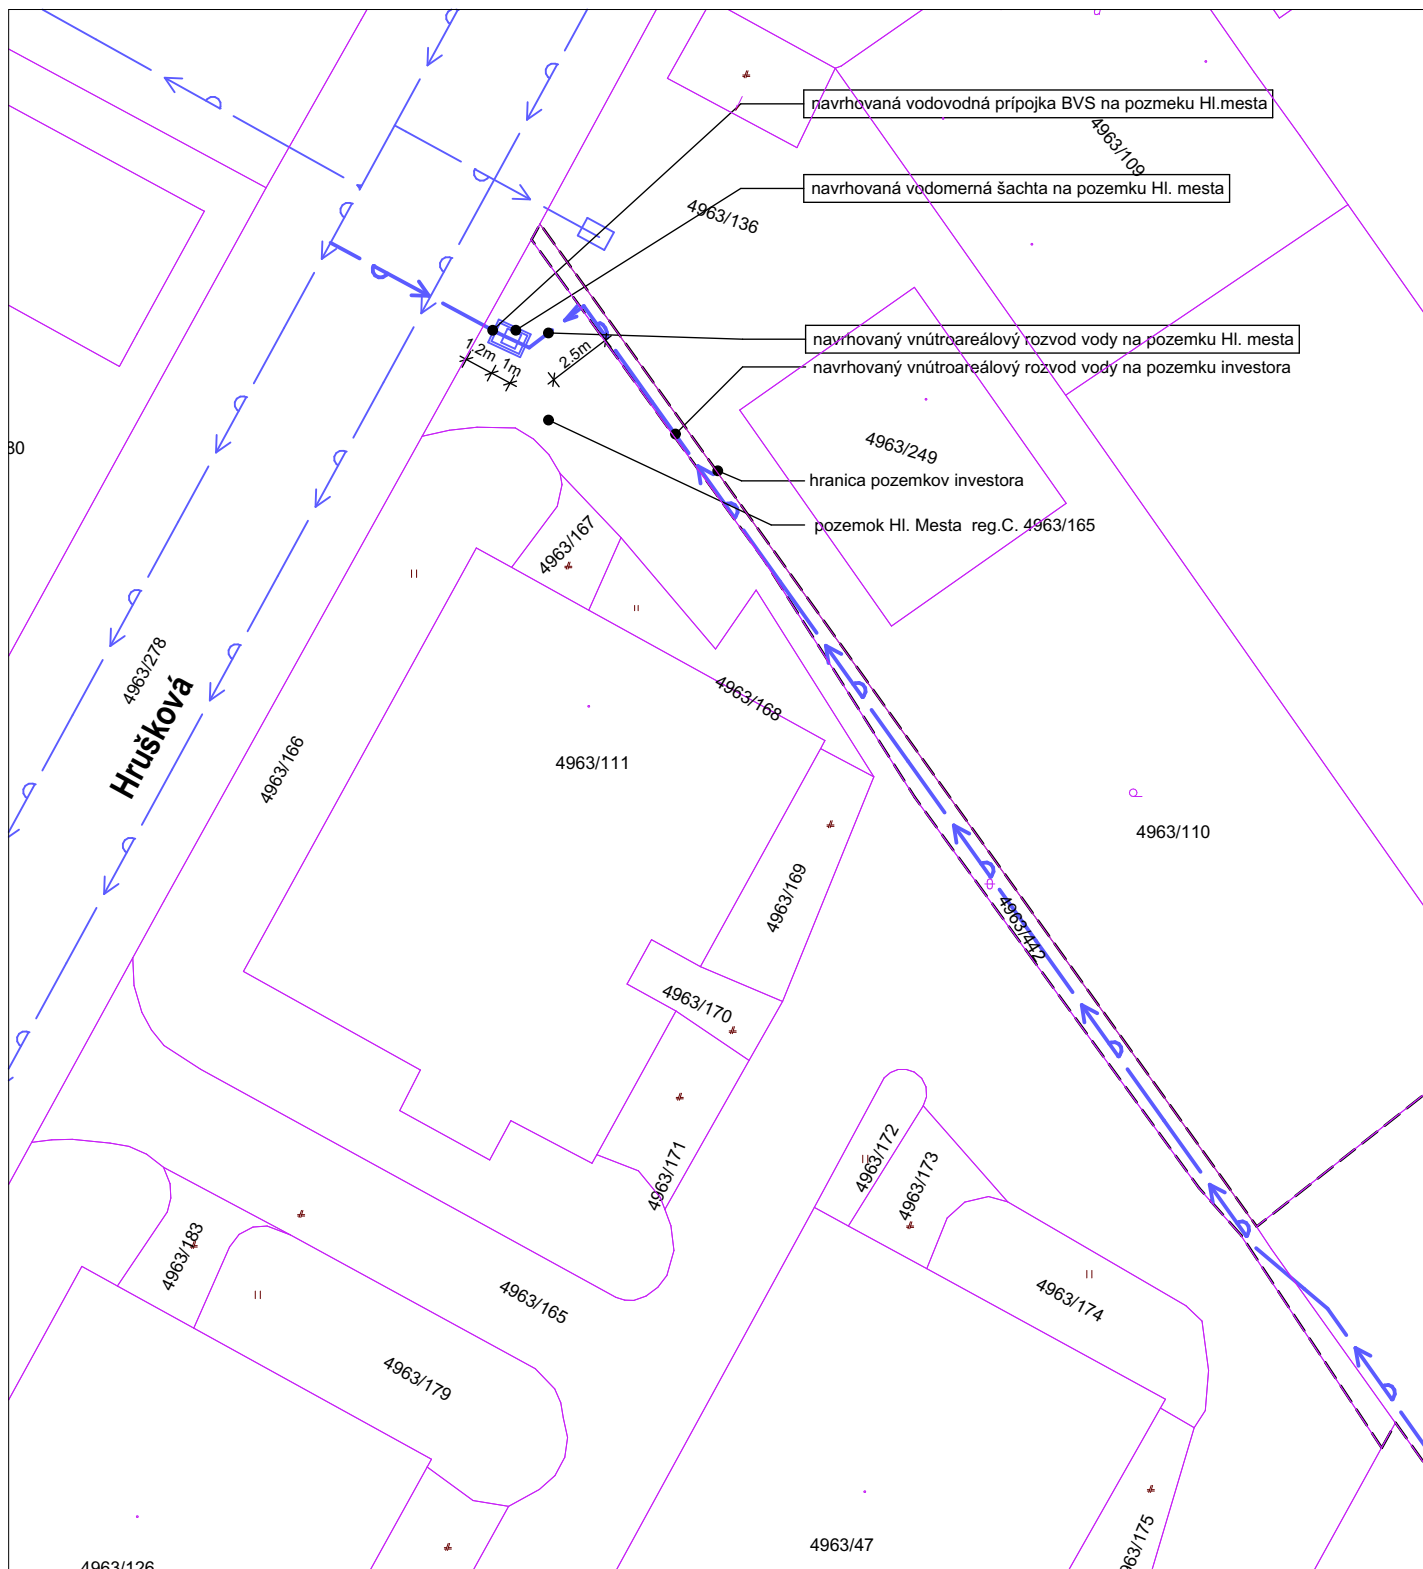 navrhovaná vodovodná prípojka BVS na pozmeku Hl.mesta
4963/109
navrhovaná vodomerná šachta na pozemku Hl. mesta
4963/136
navrhovaný vnútroareálový rozvod vody na pozemku Hl. mesta
1.2m
1m
2.5m
navrhovaný vnútroareálový rozvod vody na pozemku investora
4963/249
hranica pozemkov investora
pozemok Hl. Mesta  reg.C. 4963/165
4963/167
4963/278
Hrušková
4963/168
4963/166
4963/111
4963/110
4963/169
4963/442
4963/170
4963/171
4963/172
4963/173
4963/183
4963/165
4963/174
4963/179
4963/47
963/175
4963/126